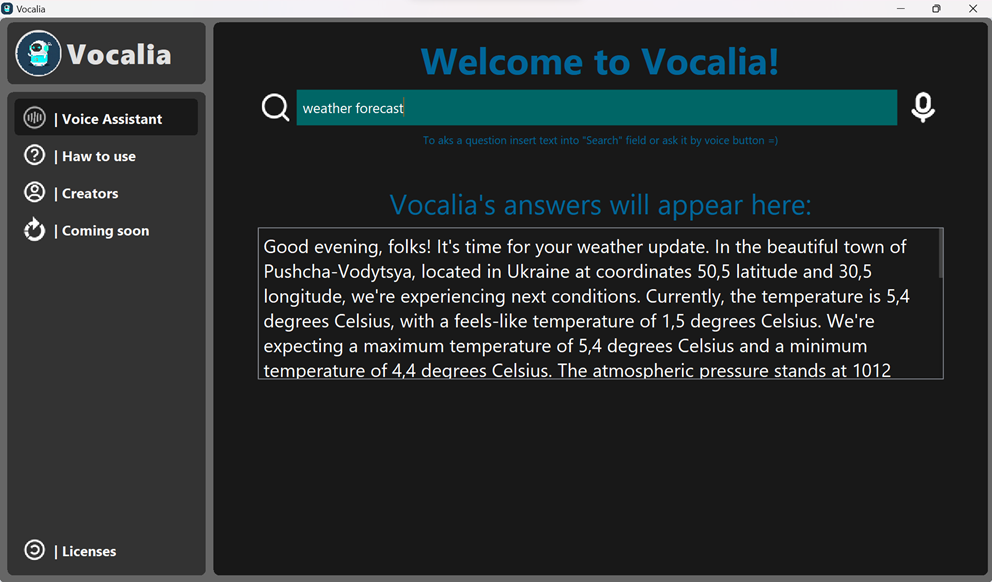 Vocalia
Vocalia
| Voice Assistant
| Haw to use
| Creators
| Coming soon
| Licenses
Welcome to Vocalia!
weather forecast
To aks a question insert text into "Search" field or ask it by voice button =)
Vocalia's answers will appear here:
Good evening, folks! It's time for your weather update. In the beautiful town of
Pushcha-Vodytsya, located in Ukraine at coordinates 50,5 latitude and 30,5
longitude, we're experiencing next conditions. Currently, the temperature is 5,4
degrees Celsius, with a feels-like temperature of 1,5 degrees Celsius. We're
expecting a maximum temperature of 5,4 degrees Celsius and a minimum
temperature of 4,4 degrees Celsius. The atmospheric pressure stands at 1012